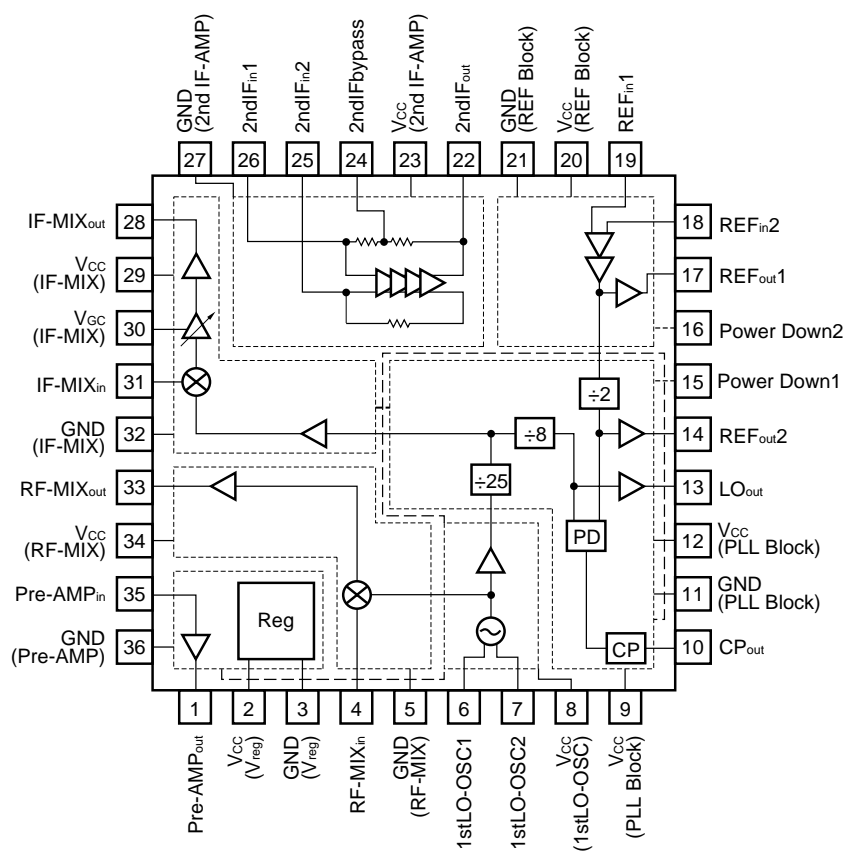 GND
(2nd IF-AMP)
2ndIFin1
2ndIFin2
2ndIFbypass
VCC
(2nd IF-AMP)
2ndIFout
GND
(REF Block)
VCC
(REF Block)
REFin1
27 26 25 24 23 22 21 20 19
IF-MIXout 28
VCC
(IF-MIX) 29
VGC
(IF-MIX) 30
IF-MIXin 31
GND
(IF-MIX) 32
RF-MIXout 33
VCC
(RF-MIX) 34
Pre-AMPin 35
GND
(Pre-AMP) 36
÷2
÷8
÷25
PD
Reg
CP
18 REFin2
17 REFout1
16 Power Down2
15 Power Down1
14 REFout2
13 LOout
12 VCC
(PLL Block)
11 GND
(PLL Block)
10 CPout
1 2 3 4 5 6 7 8 9
Pre-AMPout
VCC
(Vreg)
GND
(Vreg)
RF-MIXin
GND
(RF-MIX)
1stLO-OSC1
1stLO-OSC2
VCC
(1stLO-OSC)
VCC
(PLL Block)